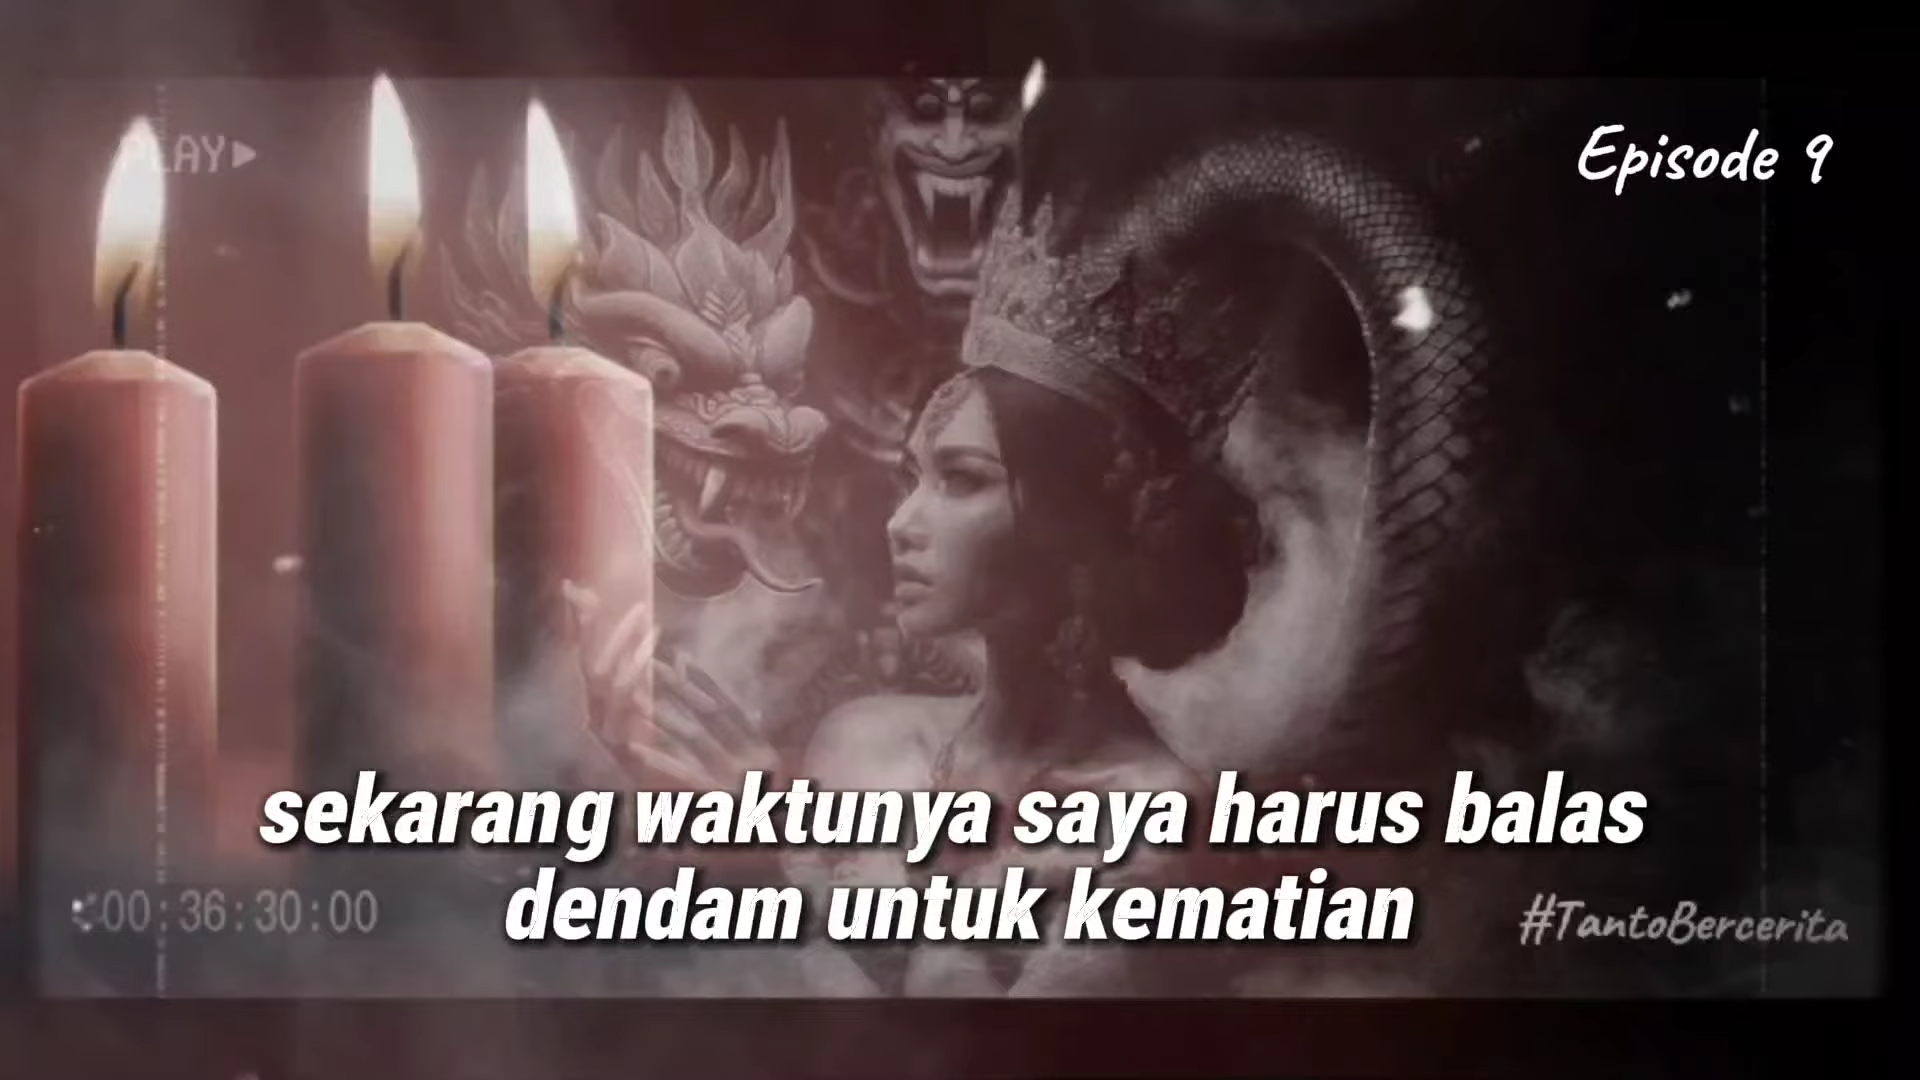 PLAY
Episode 9
sekarang waktunya saya harus balas
dendam untuk kematian
00:36:30:00
#TantoBercerita